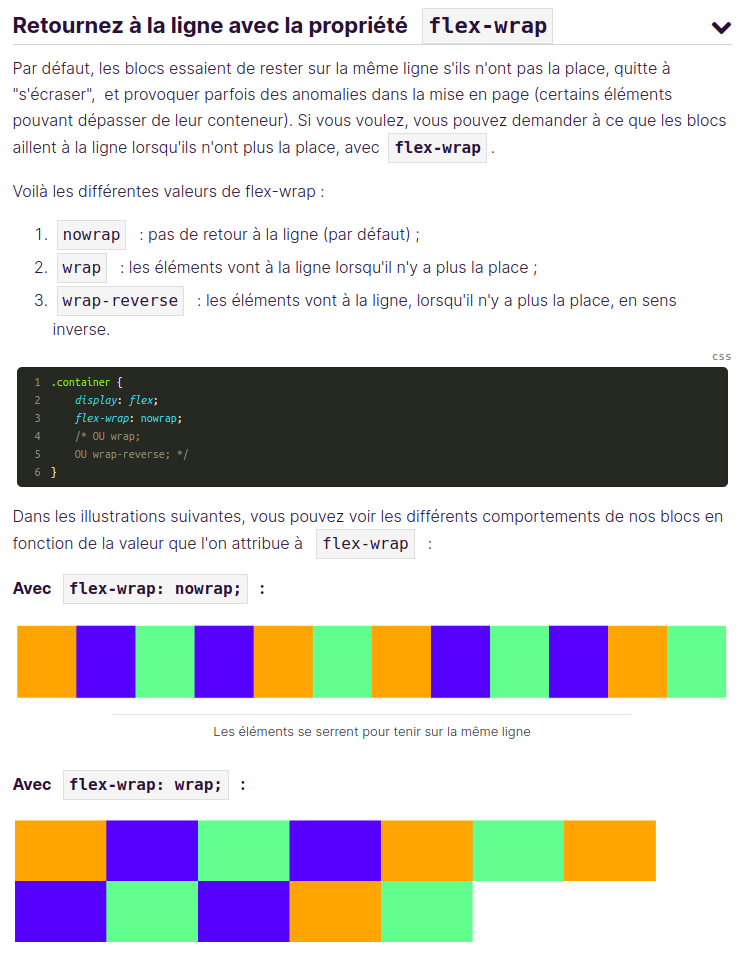 Retournez à la ligne avec la propriété flex-wrap
Par défaut, les blocs essaient de rester sur la même ligne s'ils n'ont pas la place, quitte à
"s'écraser", et provoquer parfois des anomalies dans la mise en page (certains éléments
pouvant dépasser de leur conteneur). Si vous voulez, vous pouvez demander à ce que les blocs
aillent à la ligne lorsqu'ils n'ont plus la place, avec flex-wrap .
Voilà les différentes valeurs de flex-wrap :
1. nowrap : pas de retour à la ligne (par défaut) ;
2. wrap : les éléments vont à la ligne lorsqu'il n'y a plus la place ;
3. wrap-reverse : les éléments vont à la ligne, lorsqu'il n'y a plus la place, en sens
inverse.
css
1 .container {
2 display: flex;
3 flex-wrap: nowrap;
4 /* OU wrap;
5 OU wrap-reverse; */
6 }
Dans les illustrations suivantes, vous pouvez voir les différents comportements de nos blocs en
fonction de la valeur que l'on attribue à flex-wrap :
Avec flex-wrap: nowrap; :
Les éléments se serrent pour tenir sur la même ligne
Avec flex-wrap: wrap; :